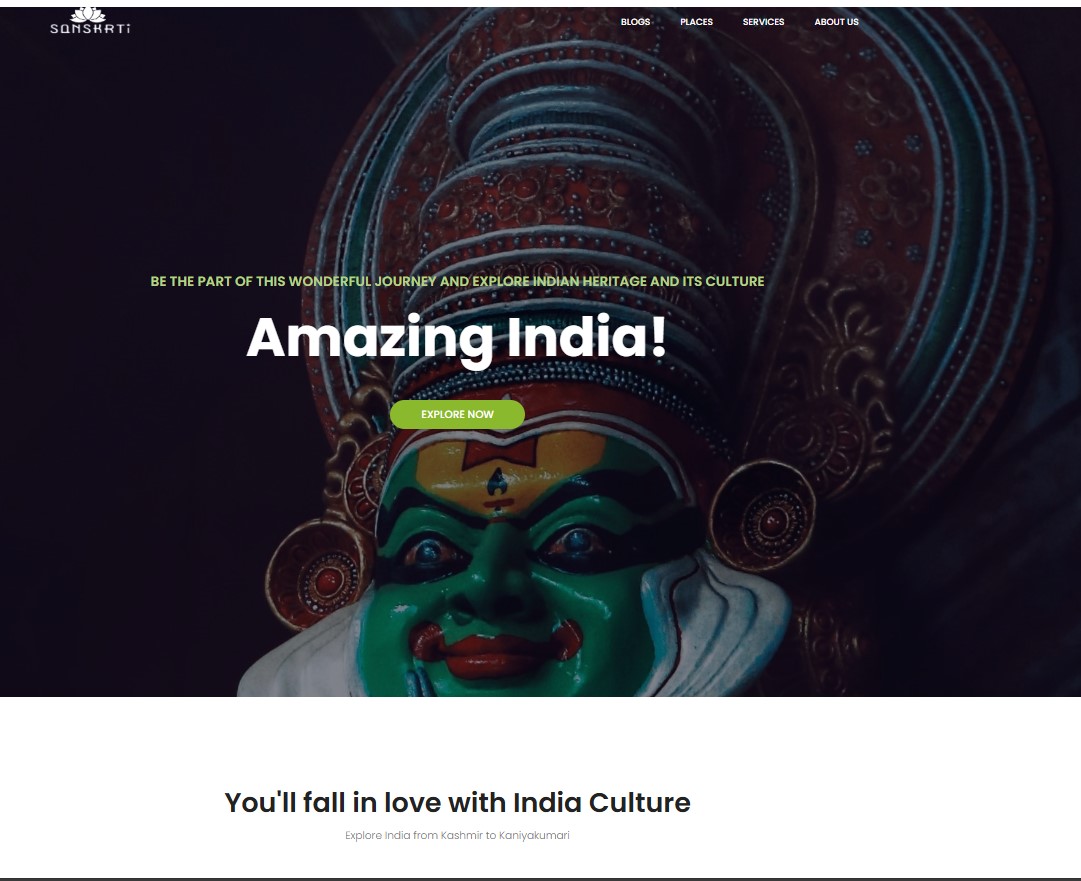 SANSKRTI
BLOGS PLACES SERVICES ABOUT US
BE THE PART OF THIS WONDERFUL JOURNEY AND EXPLORE INDIAN HERITAGE AND ITS CULTURE
Amazing India!
EXPLORE NOW
You'll fall in love with India Culture
Explore India from Kashmir to Kaniyakumari